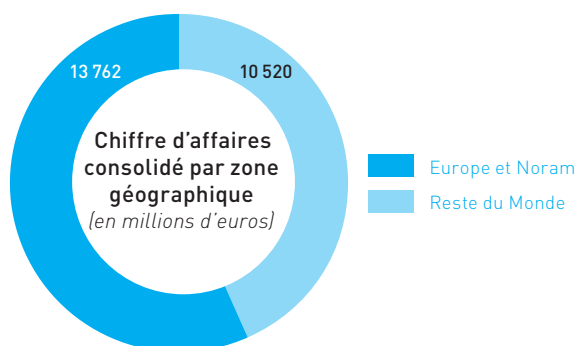 13 762
10 520
Chiffre d’affaires
consolidé par zone
géographique
(en millions d’euros)
Europe et Noram
Reste du Monde